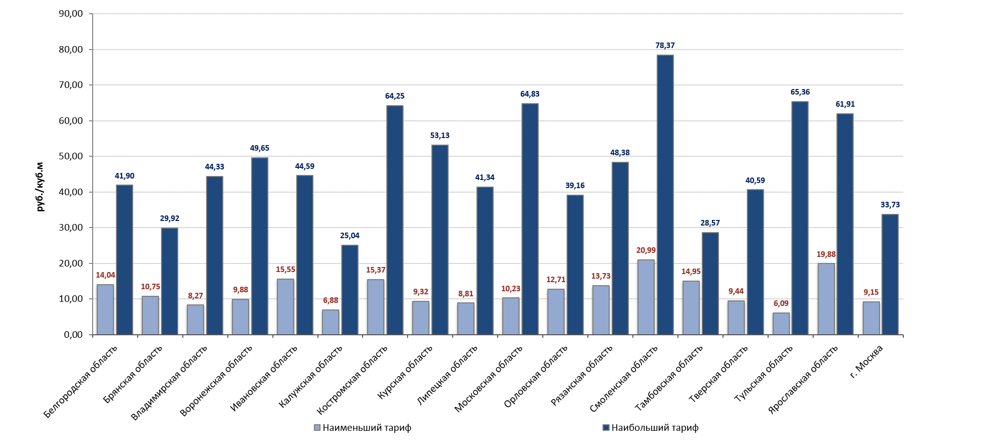 90,00
80,00
70,00
60,00
50,00
40,00
30,00
20,00
10,00
0,00
руб./куб.м
14,04
41,90
10,75
29,92
8,27
44,33
9,88
49,65
15,55
44,59
6,88
25,04
15,37
64,25
9,32
53,13
8,81
41,34
10,23
64,83
12,71
39,16
13,73
48,38
20,99
78,37
14,95
28,57
9,44
40,59
6,09
65,36
19,88
61,91
9,15
33,73
Белгородская область
Брянская область
Владимирская область
Воронежская область
Ивановская область
Калужская область
Костромская область
Курская область
Липецкая область
Московская область
Орловская область
Рязанская область
Смоленская область
Тамбовская область
Тверская область
Тульская область
Ярославская область
г. Москва
Наименьший тариф
Наибольший тариф